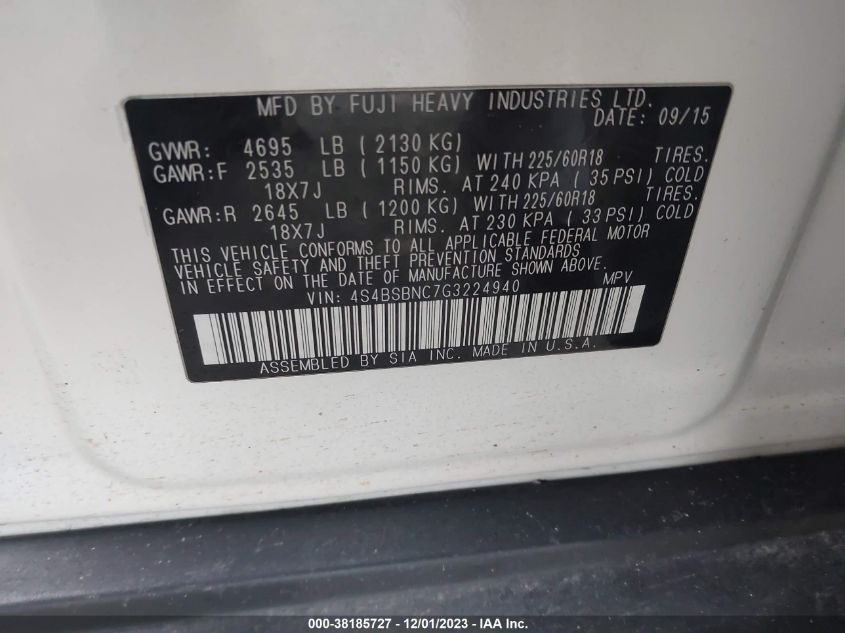 MFD BY FUJI HEAVY INDUSTRIES LTD.
DATE: 09/15
GVWR: 4695 LB ( 2130 KG)
GAWR:F 2535 LB ( 1150 KG) WITH 225/60R18 TIRES.
18X7J RIMS. AT 240 KPA ( 35 PSI) COLD
GAWR:R 2645 LB ( 1200 KG) WITH 225/60R18 TIRES.
18X7J RIMS. AT 230 KPA ( 33 PSI) COLD
THIS VEHICLE CONFORMS TO ALL APPLICABLE FEDERAL MOTOR
VEHICLE SAFETY AND THEFT PREVENTION STANDARDS
IN EFFECT ON THE DATE OF MANUFACTURE SHOWN ABOVE.
VIN: 4S4BSBNC7G3224940 MPV
ASSEMBLED BY SIA INC. MADE IN U.S.A.
000-38185727 - 12/01/2023 - IAA Inc.